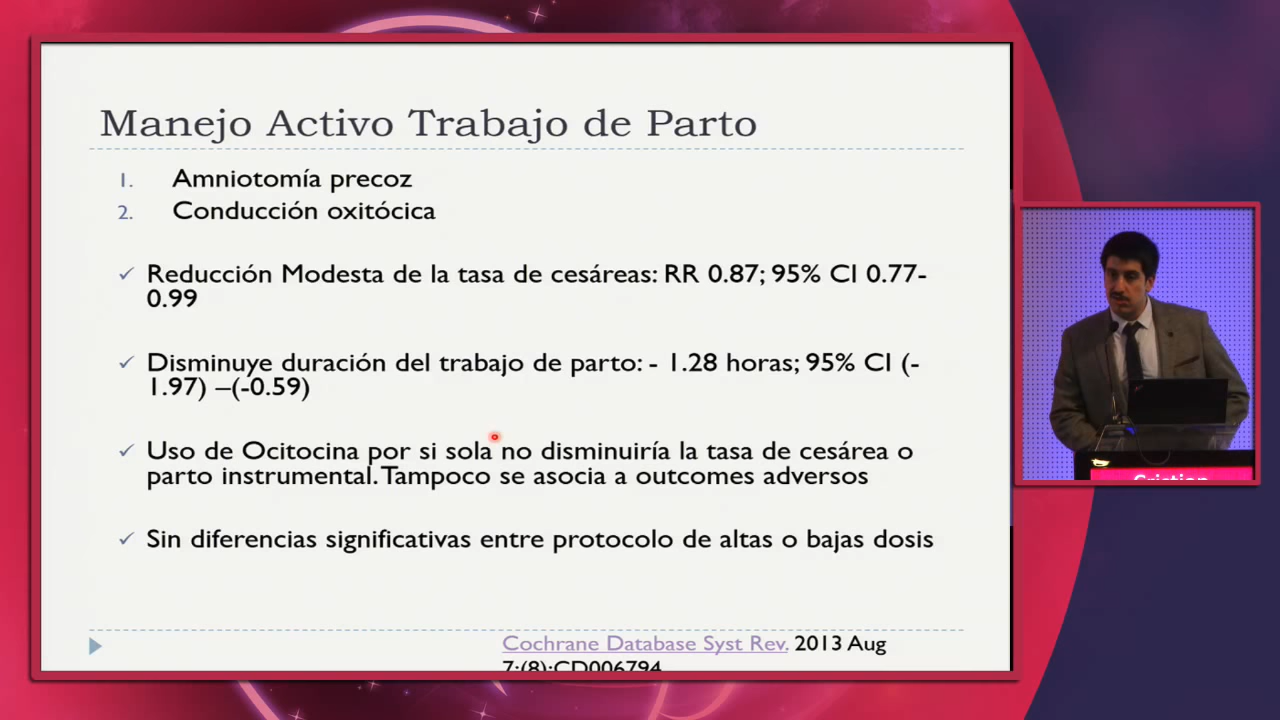 Manejo Activo Trabajo de Parto
1. Amniotomía precoz
2. Conducción oxitócica
✓ Reducción Modesta de la tasa de cesáreas: RR 0.87; 95% CI 0.77-
0.99
✓ Disminuye duración del trabajo de parto: - 1.28 horas; 95% CI (-
1.97) –(-0.59)
✓ Uso de Ocitocina por si sola no disminuiría la tasa de cesárea o
parto instrumental. Tampoco se asocia a outcomes adversos
✓ Sin diferencias significativas entre protocolo de altas o bajas dosis
Cochrane Database Syst Rev. 2013 Aug
7;(8):CD006794
Cristian